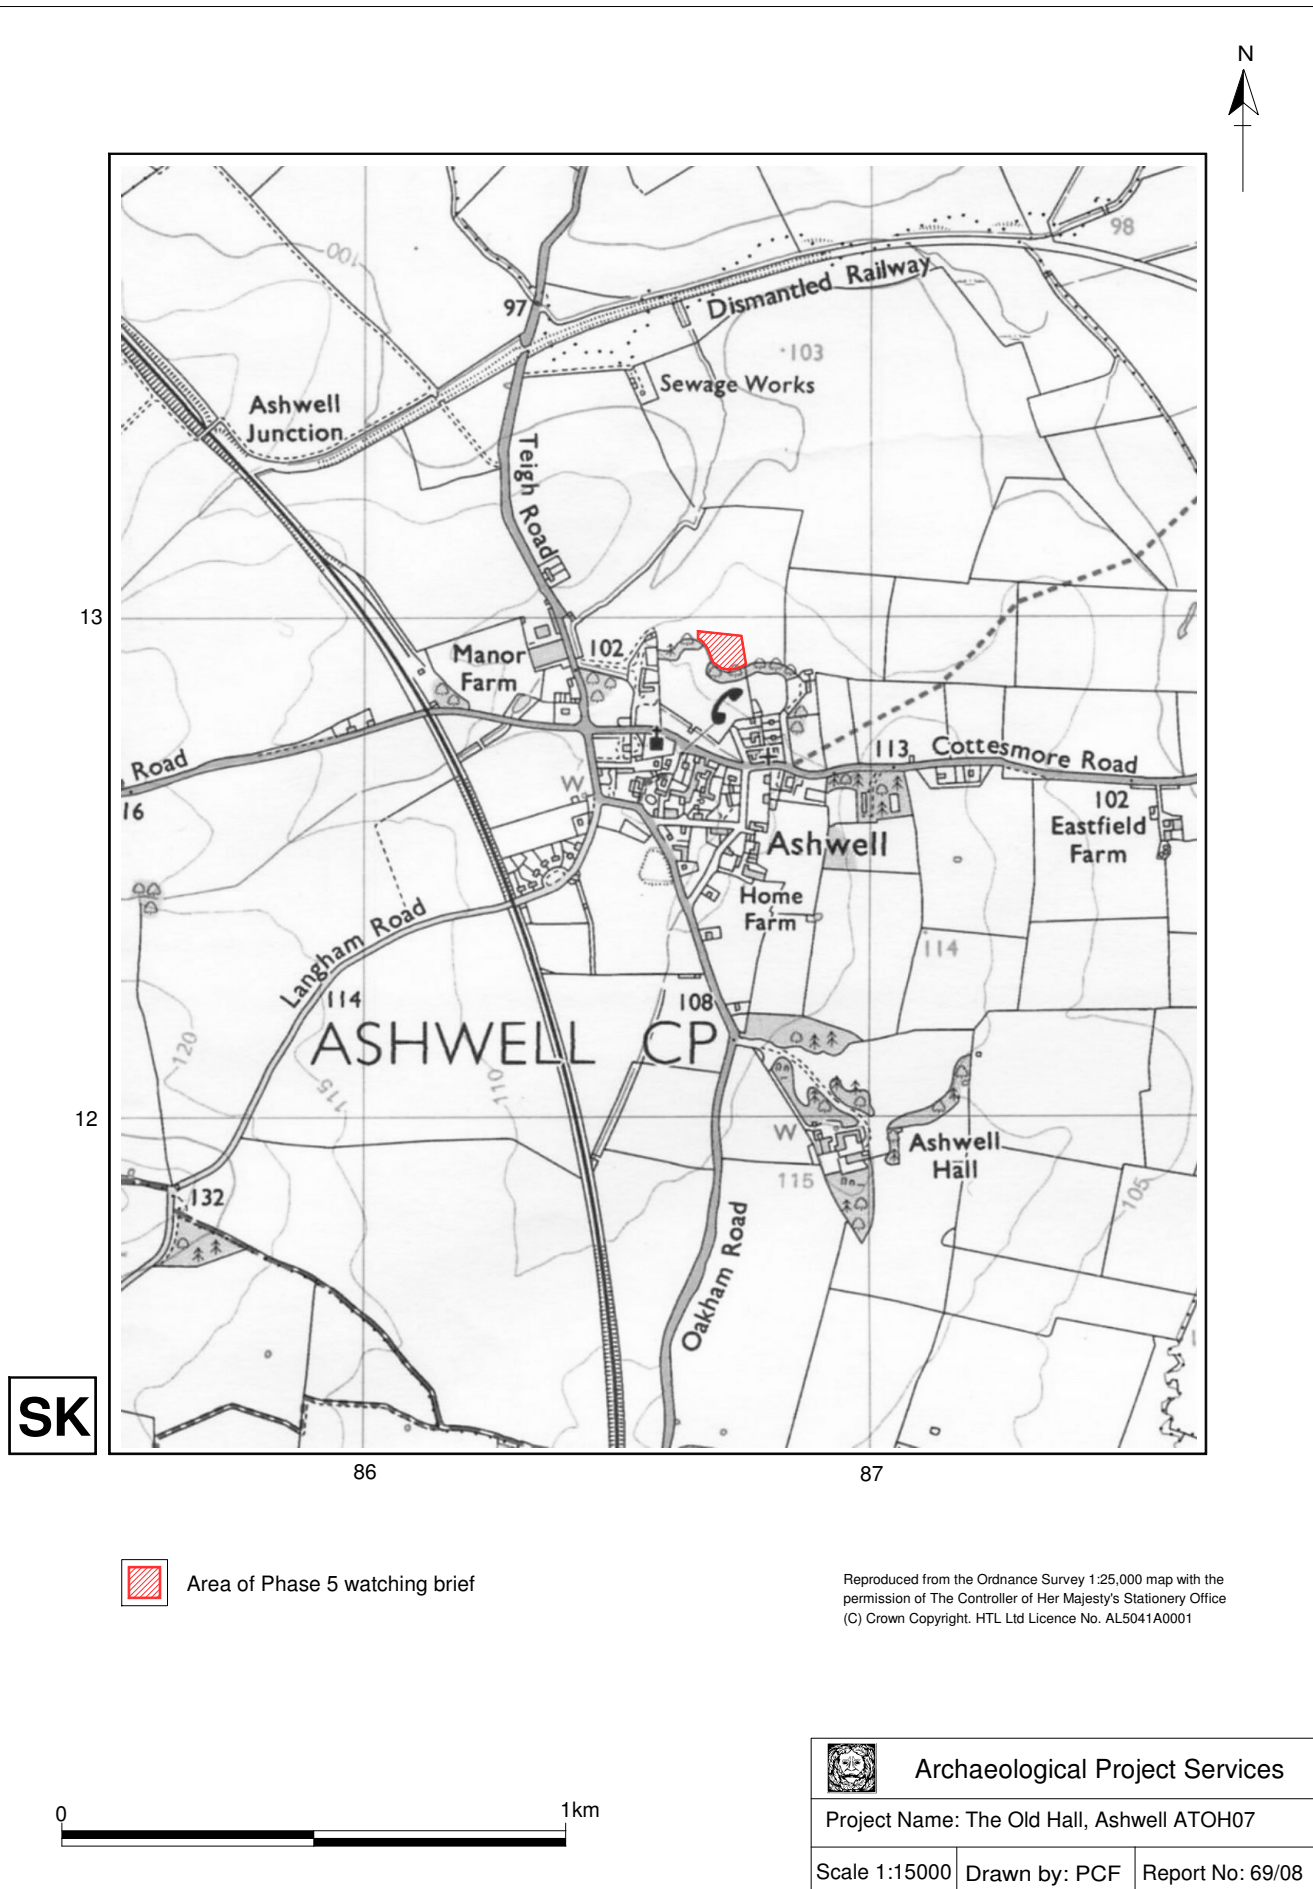 N
100
98
97
Dismantled Railway
103
Sewage Works
Ashwell
Junction
Teigh Road
13
102
Manor
Farm
Road
16
W
113
Cottesmore Road
102
Eastfield
Farm
Ashwell
Home
Farm
Langham Road
114
114
108
ASHWELL CP
120
115
110
12
W
Ashwell
Hall
115
105
132
Oakham Road
SK
86
87
Area of Phase 5 watching brief
Reproduced from the Ordnance Survey 1:25,000 map with the
permission of The Controller of Her Majesty's Stationery Office
(C) Crown Copyright. HTL Ltd Licence No. AL5041A0001
0
1km
Archaeological Project Services
Project Name: The Old Hall, Ashwell ATOH07
Scale 1:15000
Drawn by: PCF
Report No: 69/08